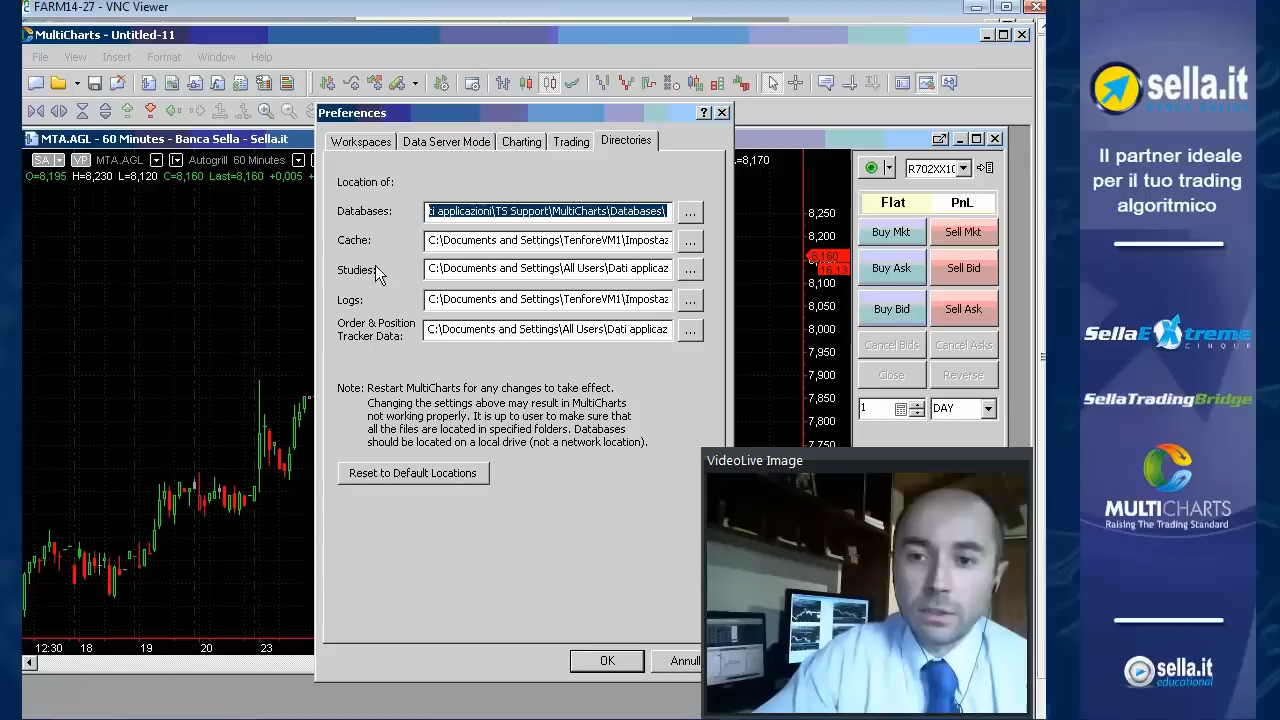 FARM14-27 - VNC Viewer
MultiCharts - Untitled-11
File View Insert Format Window Help
MTA.AGL - 60 Minutes - Banca Sella - Sella.it
SA VP MTA.AGL Autogrill 60 Minutes
O=8,195 H=8,230 L=8,120 C=8,160 Last=8,160 +0,005
=8,170
Preferences
Workspaces Data Server Mode Charting Trading Directories
Location of:
Databases: applicazioni\TS Support\MultiCharts\Databases\ ...
Cache: C:\Documents and Settings\TenforeVM1\Impostaz ...
Studies: C:\Documents and Settings\All Users\Dati applicaz ...
Logs: C:\Documents and Settings\TenforeVM1\Impostaz ...
Order & Position
Tracker Data: C:\Documents and Settings\All Users\Dati applicaz ...
Note: Restart MultiCharts for any changes to take effect.
Changing the settings above may result in MultiCharts
not working properly. It is up to users to make sure that
all the files are located in specified folders. Databases
should be located on a local drive (not a network location).
Reset to Default Locations
OK Annull
8,250
8,200
8,160
16:13
8,100
8,050
8,000
7,950
7,900
7,850
7,800
7,750
12:30 18 19 20 23
R702XX10
Flat PnL
Buy Mkt Sell Mkt
Buy Ask Sell Bid
Buy Bid Sell Ask
Cancel Bids Cancel Asks
Close Reverse
1 DAY
VideoLive Image
sella.it
BANCA ONLINE
Il partner ideale
per il tuo trading
algoritmico
SellaExtreme
CINQUE
SellaTradingBridge
MULTICHARTS
Raising The Trading Standard
sella.it
educational